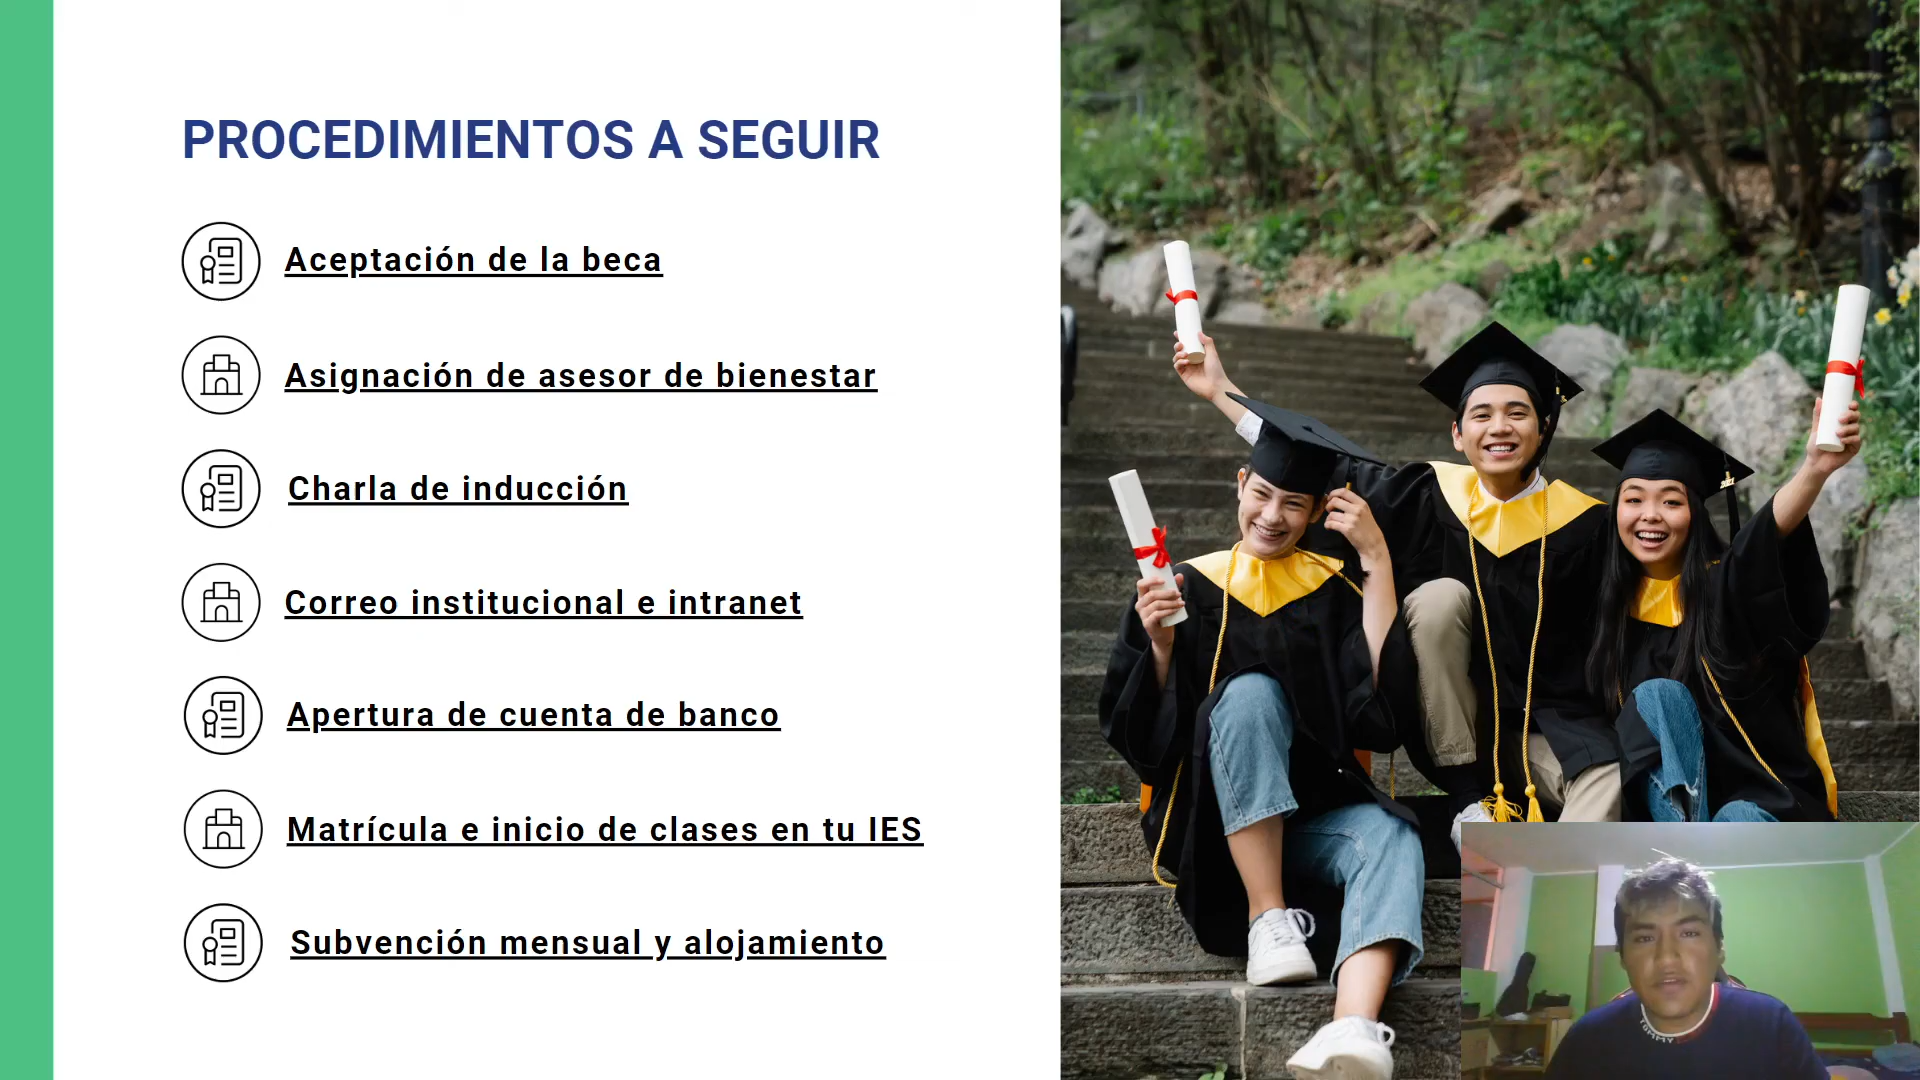 PROCEDIMIENTOS A SEGUIR
Aceptación de la beca
Asignación de asesor de bienestar
Charla de inducción
Correo institucional e intranet
Apertura de cuenta de banco
Matrícula e inicio de clases en tu IES
Subvención mensual y alojamiento
TOMMY